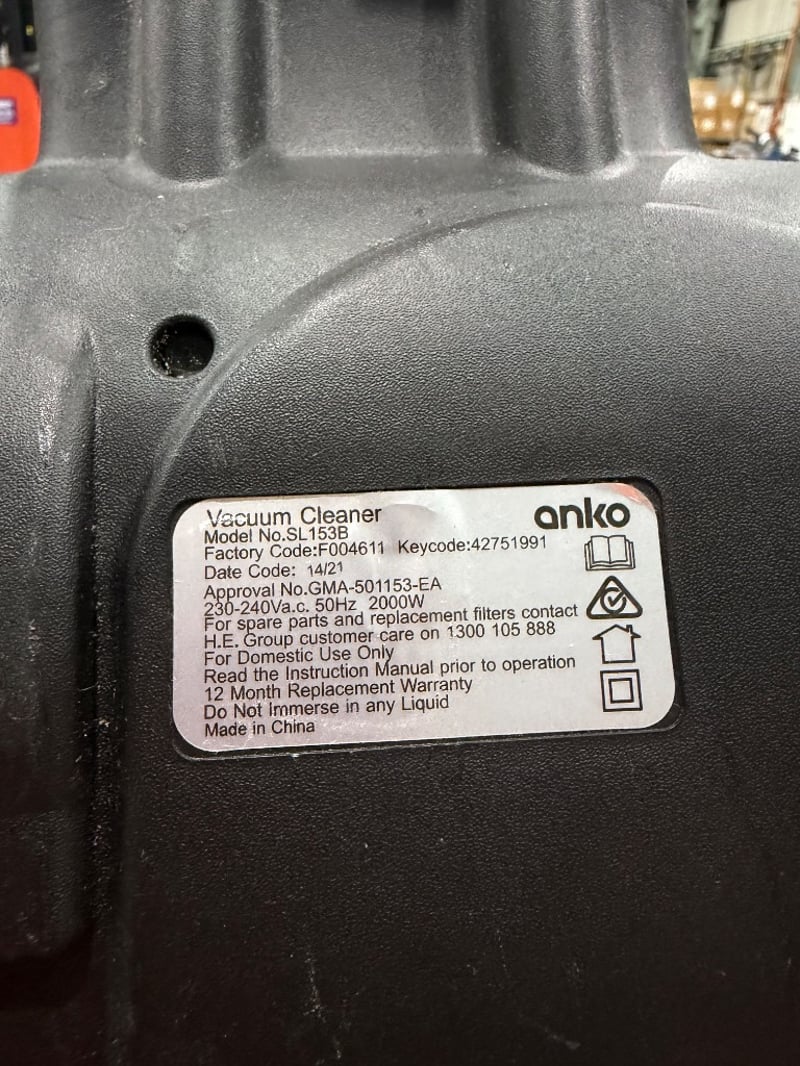 Vacuum Cleaner
anko
Model No.SL153B
Factory Code:F004611 Keycode:42751991
Date Code: 14/21
Approval No.GMA-501153-EA
230-240Va.c. 50Hz 2000W
For spare parts and replacement filters contact
H.E. Group customer care on 1300 105 888
For Domestic Use Only
Read the Instruction Manual prior to operation
12 Month Replacement Warranty
Do Not Immerse in any Liquid
Made in China